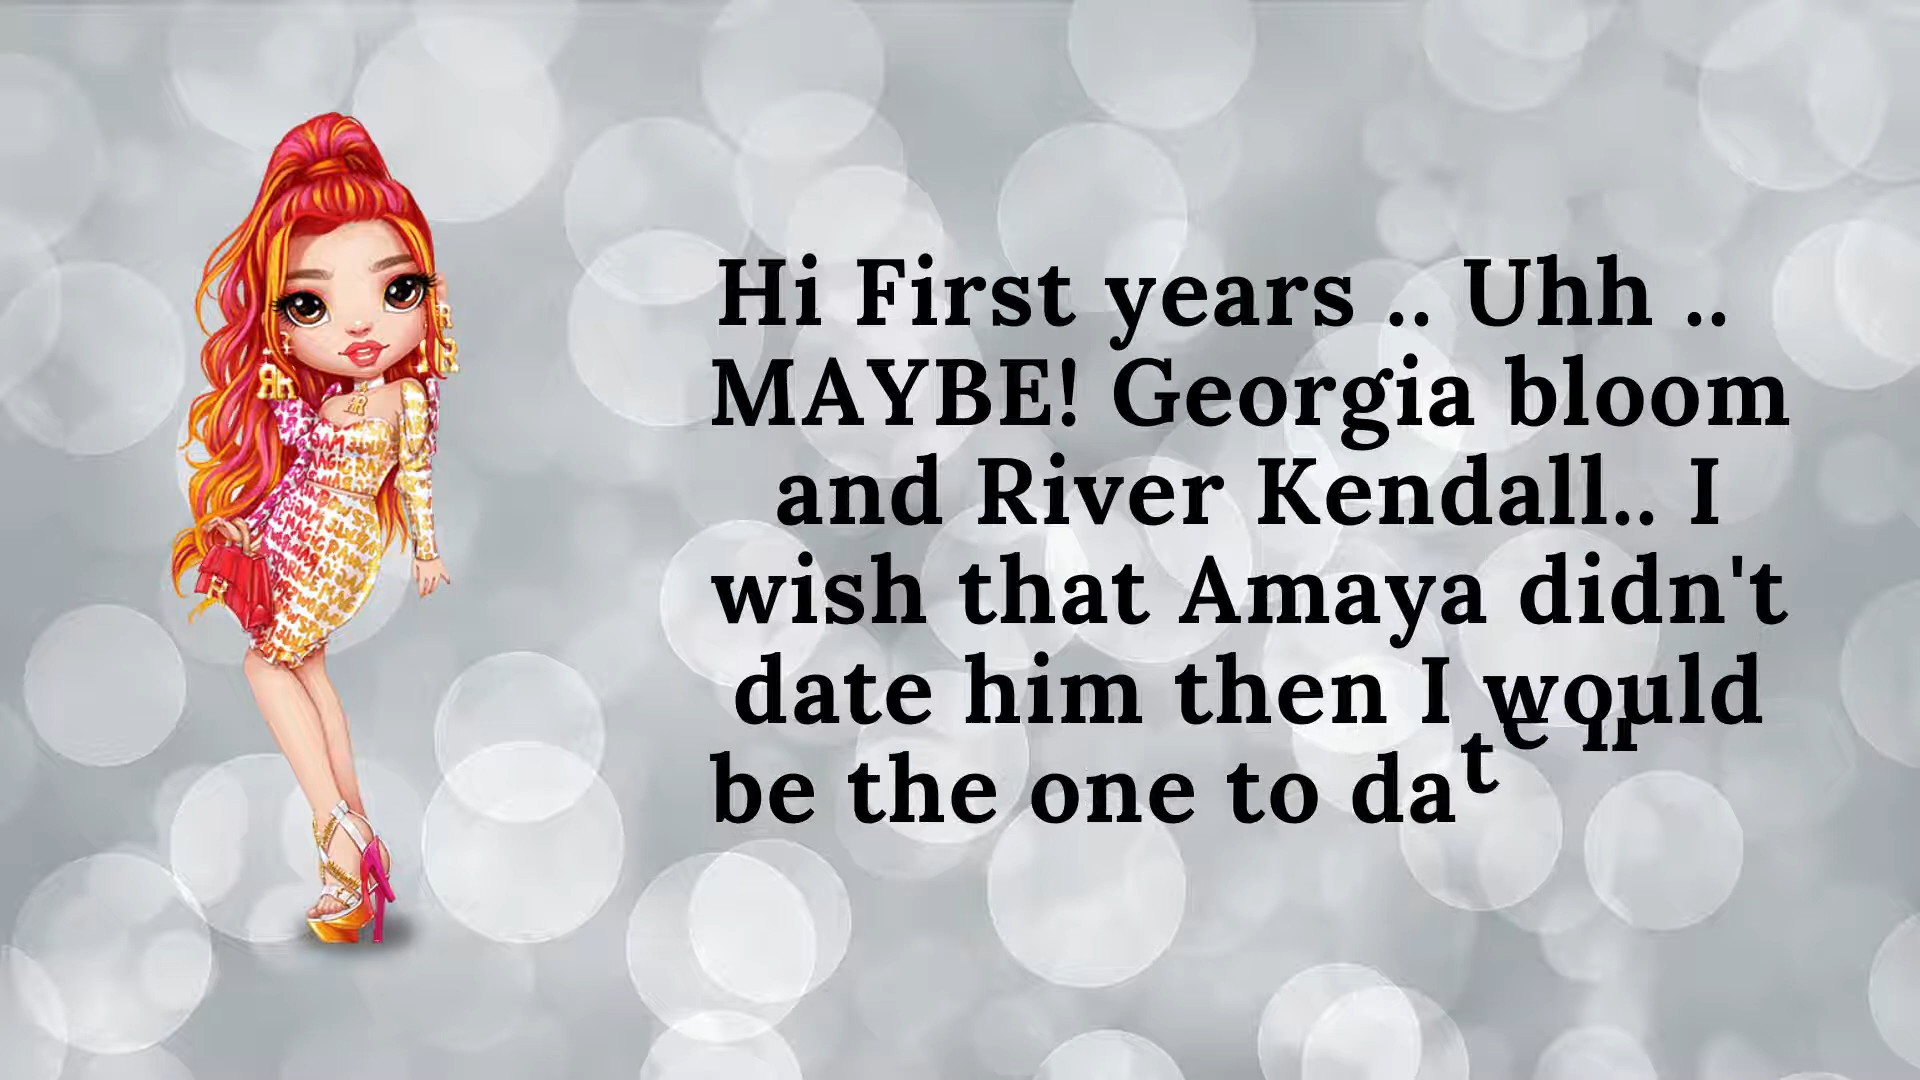 Hi First years .. Uhh ..
MAYBE! Georgia bloom
and River Kendall.. I
wish that Amaya didn't
date him then I would
be the one to date